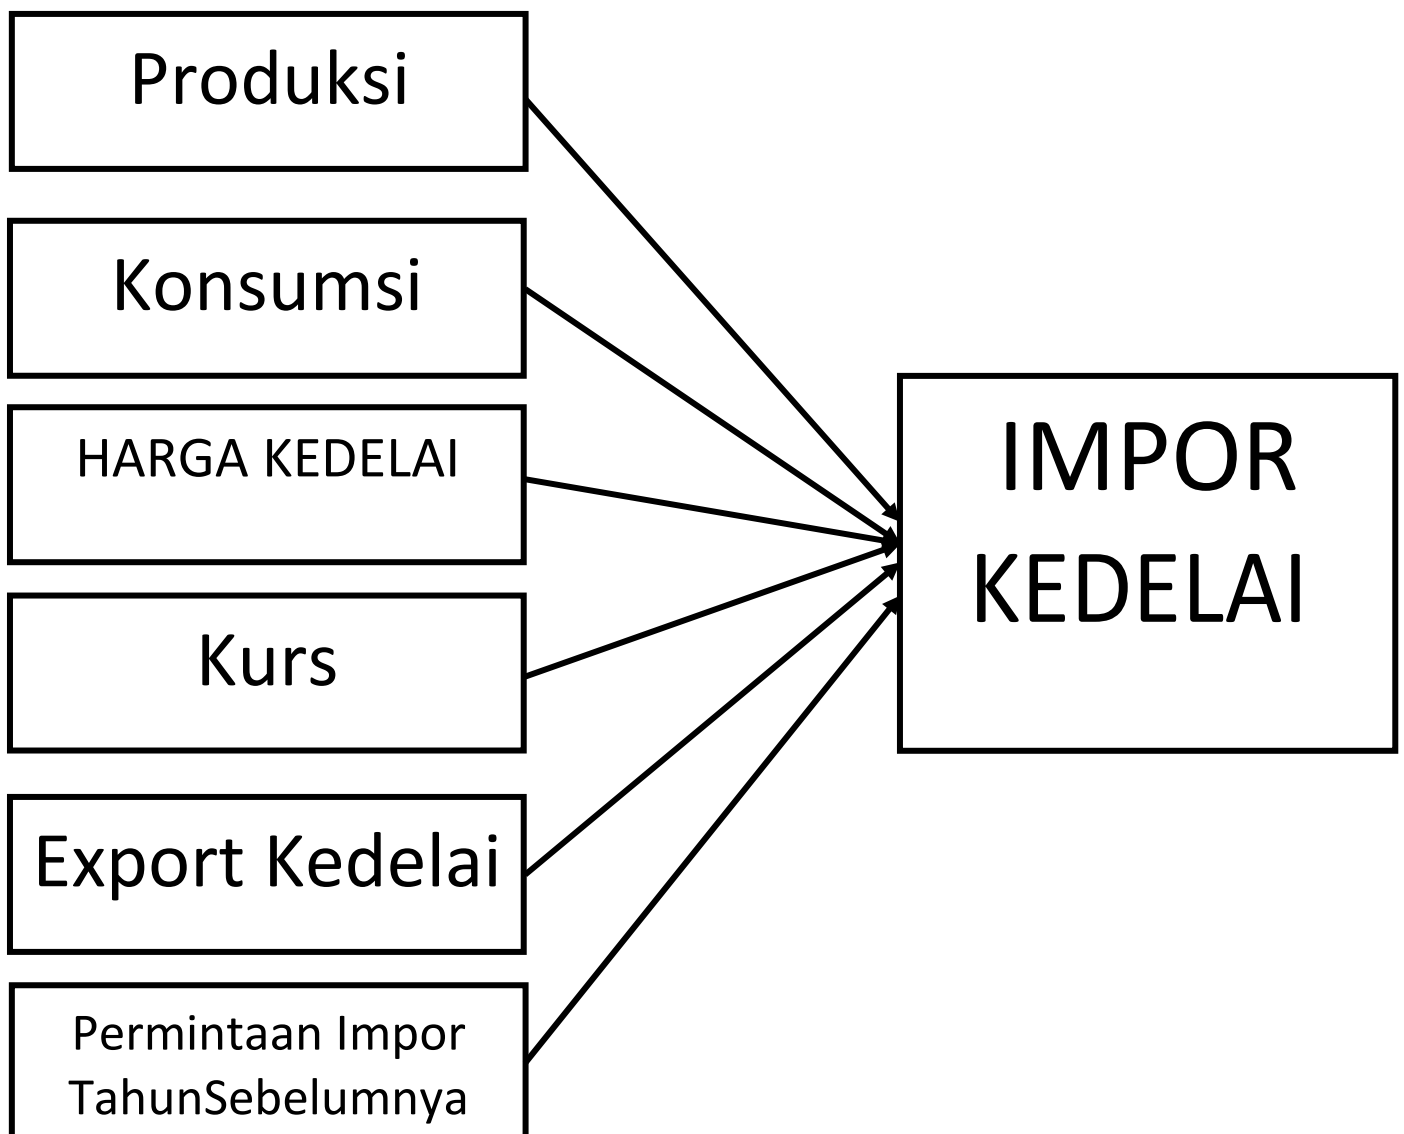 Produksi
Konsumsi
HARGA KEDELAI
Kurs
Export Kedelai
Permintaan Impor
TahunSebelumnya
IMPOR
KEDELAI